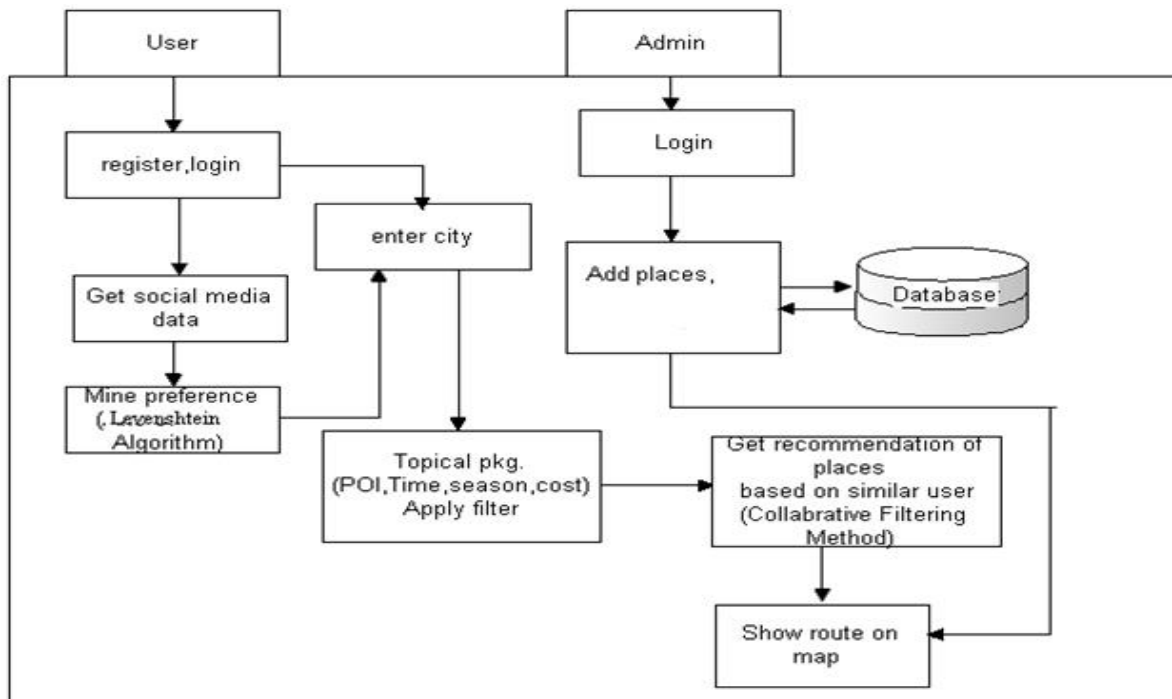 User
Admin
register,login
Login
enter city
Add places,
Database
Get social media
data
Mine preference
(.Levenshtein
Algorithm)
Topical pkg.
(POI,Time,season,cost)
Apply filter
Get recommendation of
places
based on similar user
(Collabrative Filtering
Method)
Show route on
map